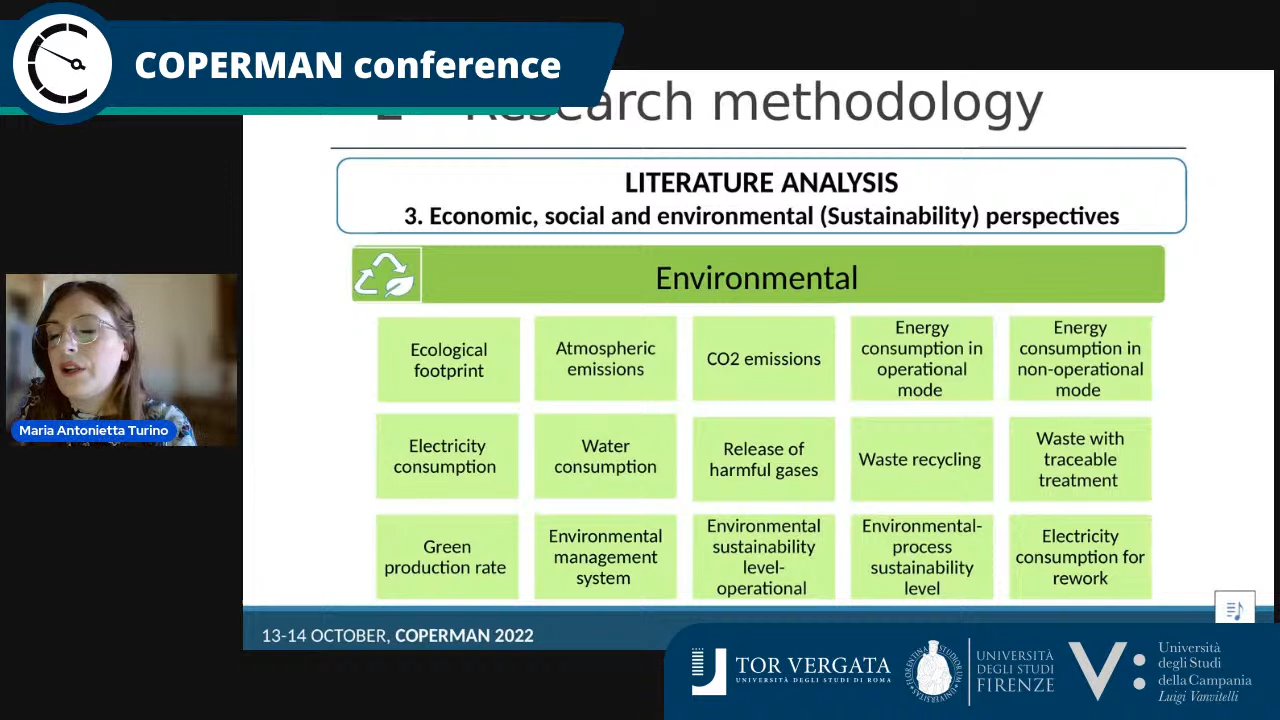 COPERMAN conference
Research methodology
LITERATURE ANALYSIS
3. Economic, social and environmental (Sustainability) perspectives
Environmental
Ecological
footprint
Atmospheric
emissions
CO2 emissions
Energy
consumption in
operational
mode
Energy
consumption in
non-operational
mode
Electricity
consumption
Water
consumption
Release of
harmful gases
Waste recycling
Waste with
traceable
treatment
Green
production rate
Environmental
management
system
Environmental
sustainability
level-
operational
Environmental-
process
sustainability
level
Electricity
consumption for
rework
Maria Antonietta Turino
13-14 OCTOBER, COPERMAN 2022
TOR VERGATA
UNIVERSITÀ DEGLI STUDI DI ROMA
FLORENTINA STUDIORUM UNIVERSITAS
UNIVERSITÀ
DEGLI STUDI
FIRENZE
V:
Università
degli Studi
della Campania
Luigi Vanvitelli